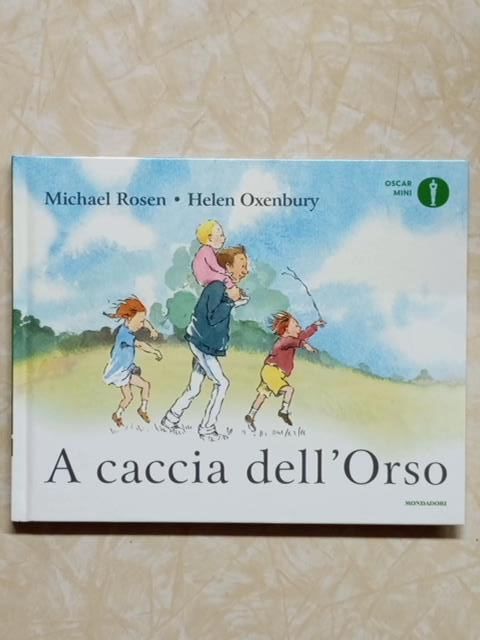 Michael Rosen • Helen Oxenbury
OSCAR
MINI
A caccia dell'Orso
MONDADORI